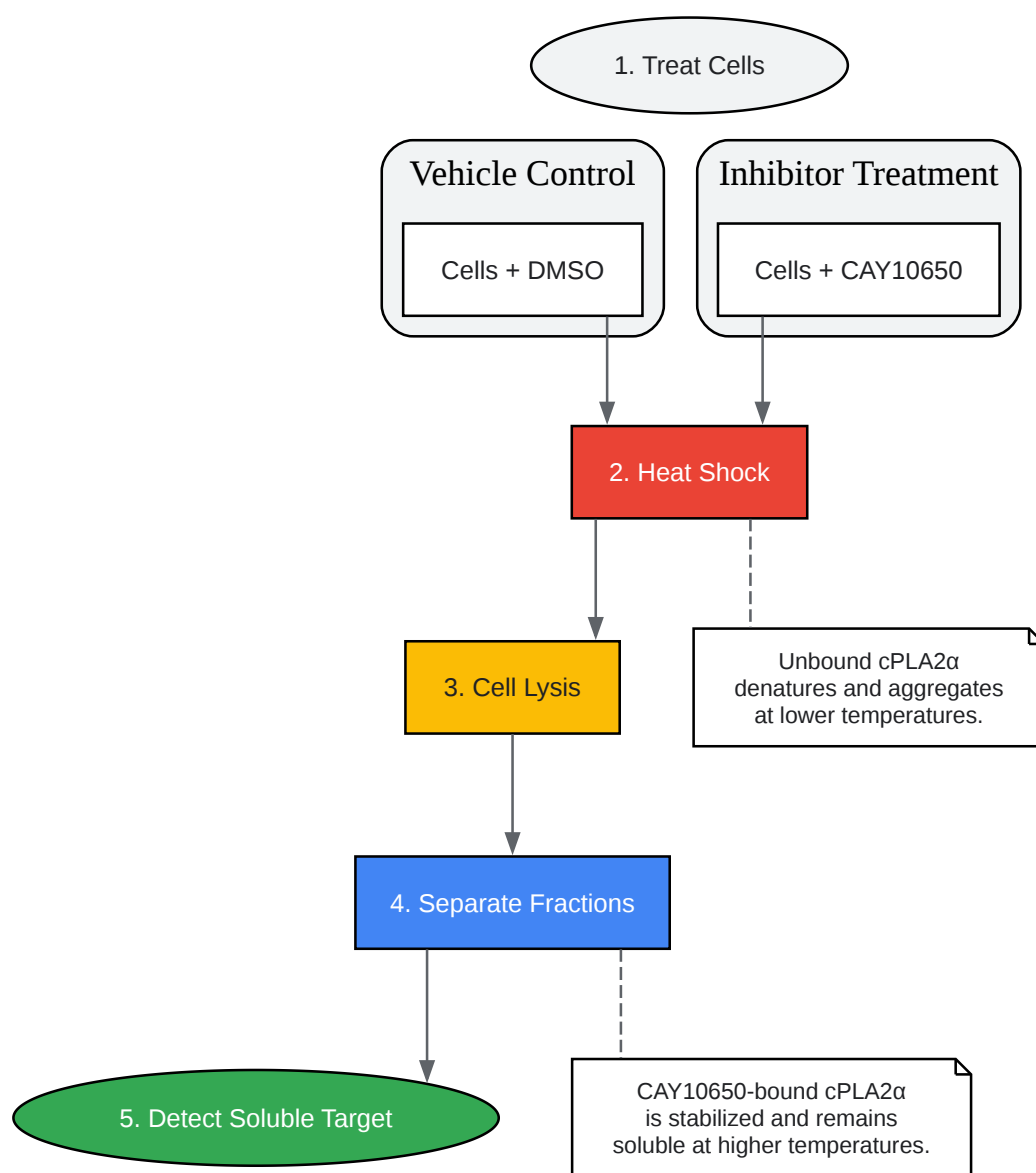 1. Treat Cells
Vehicle Control
Inhibitor Treatment
Cells + DMSO
Cells + CAY10650
2. Heat Shock
3. Cell Lysis
Unbound cPLA2α
denatures and aggregates
at lower temperatures.
4. Separate Fractions
5. Detect Soluble Target
CAY10650-bound cPLA2α
is stabilized and remains
soluble at higher temperatures.